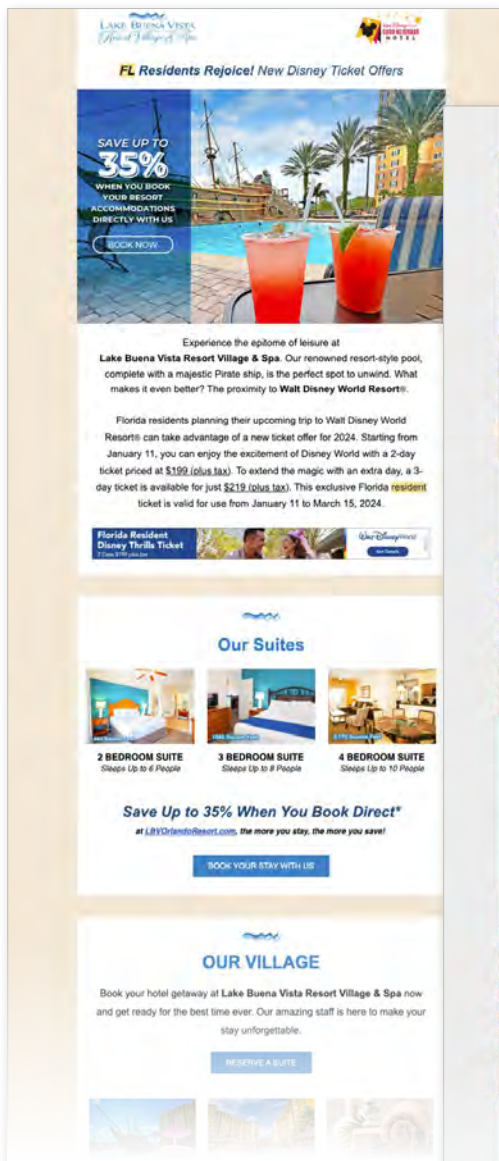 LAKE BUENA VISTA
Resort Village & Spa
HOTEL
FL Residents Rejoice! New Disney Ticket Offers
SAVE UP TO
35%
WHEN YOU BOOK
YOUR RESORT
ACCOMMODATIONS
DIRECTLY WITH US
BOOK NOW
Experience the epitome of leisure at
Lake Buena Vista Resort Village & Spa. Our renowned resort-style pool,
complete with a majestic Pirate ship, is the perfect spot to unwind. What
makes it even better? The proximity to Walt Disney World Resort®.
Florida residents planning their upcoming trip to Walt Disney World
Resort® can take advantage of a new ticket offer for 2024. Starting from
January 11, you can enjoy the excitement of Disney World with a 2-day
ticket priced at $199 (plus tax). To extend the magic with an extra day, a 3-
day ticket is available for just $219 (plus tax). This exclusive Florida resident
ticket is valid for use from January 11 to March 15, 2024.
Florida Resident
Disney Thrills Ticket
2 Days $199 plus tax
Walt Disney World
Get Details
Our Suites
2 BEDROOM SUITE
Sleeps Up to 6 People
3 BEDROOM SUITE
Sleeps Up to 8 People
4 BEDROOM SUITE
Sleeps Up to 10 People
Save Up to 35% When You Book Direct*
at LBVOrlandoResort.com, the more you stay, the more you save!
BOOK YOUR STAY WITH US
OUR VILLAGE
Book your hotel getaway at Lake Buena Vista Resort Village & Spa now
and get ready for the best time ever. Our amazing staff is here to make your
stay unforgettable.
RESERVE A SUITE